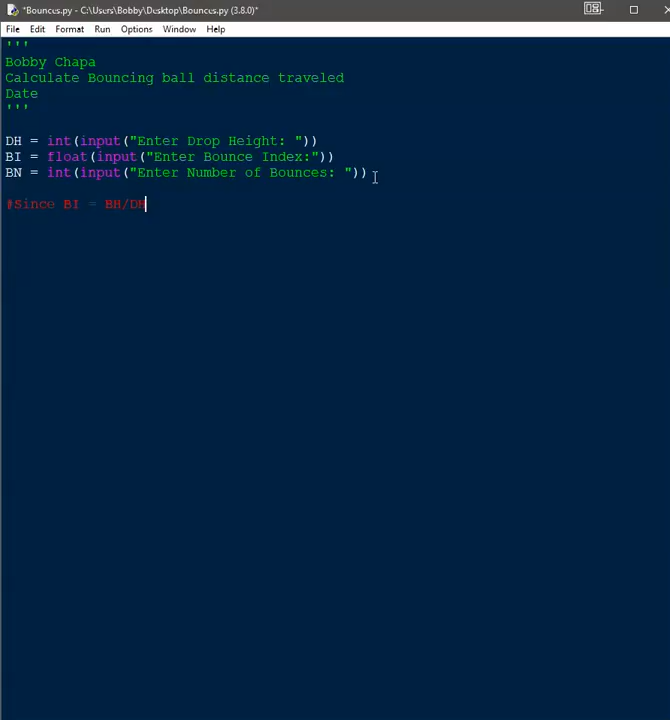 *Bounces.py - C:\Users\Bobby\Desktop\Bounces.py (3.8.0)*
File Edit Format Run Options Window Help
'''
Bobby Chapa
Calculate Bouncing ball distance traveled
Date
'''
DH = int(input("Enter Drop Height: "))
BI = float(input("Enter Bounce Index:"))
BN = int(input("Enter Number of Bounces: "))
#Since BI = BH/DH